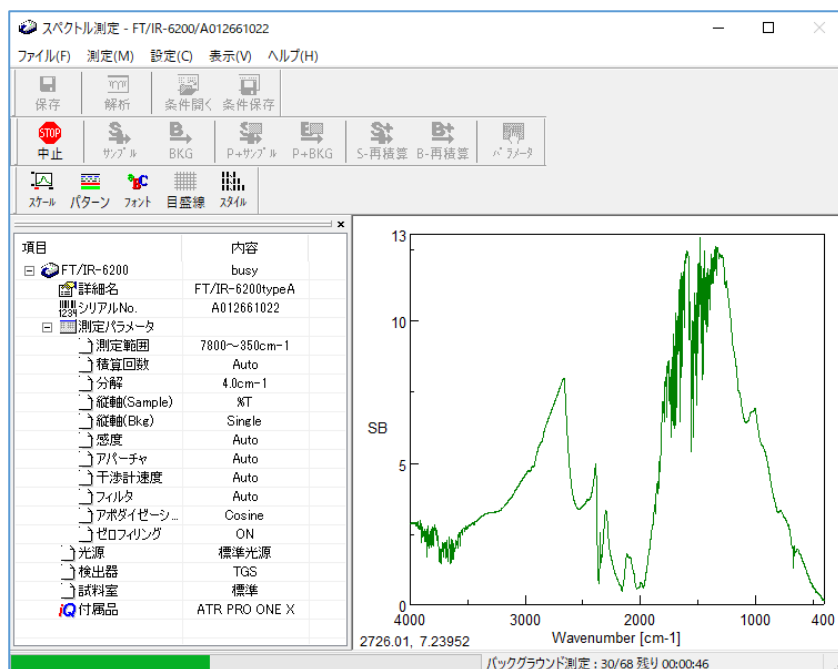 スペクトル測定 - FT/IR-6200/A012661022
ファイル(F) 測定(M) 設定(C) 表示(V) ヘルプ(H)
保存 解析 条件開く 条件保存
STOP
中止 サンプル BKG P+サンプル P+BKG S-再積算 B-再積算 パラメータ
スケール パターン フォント 目盛線 スタイル
項目 内容
FT/IR-6200 busy
詳細名 FT/IR-6200typeA
シリアルNo. A012661022
測定パラメータ
測定範囲 7800~350cm-1
積算回数 Auto
分解 4.0cm-1
縦軸(Sample) %T
縦軸(Bkg) Single
感度 Auto
アパーチャ Auto
干渉計速度 Auto
フィルタ Auto
アポダイゼーシ... Cosine
ゼロフィリング ON
光源 標準光源
検出器 TGS
試料室 標準
iQ 付属品 ATR PRO ONE X
13
10
SB
5
0
4000 3000 2000 1000 400
2726.01, 7.23952 Wavenumber [cm-1]
バックグラウンド測定 : 30/68 残り 00:00:46